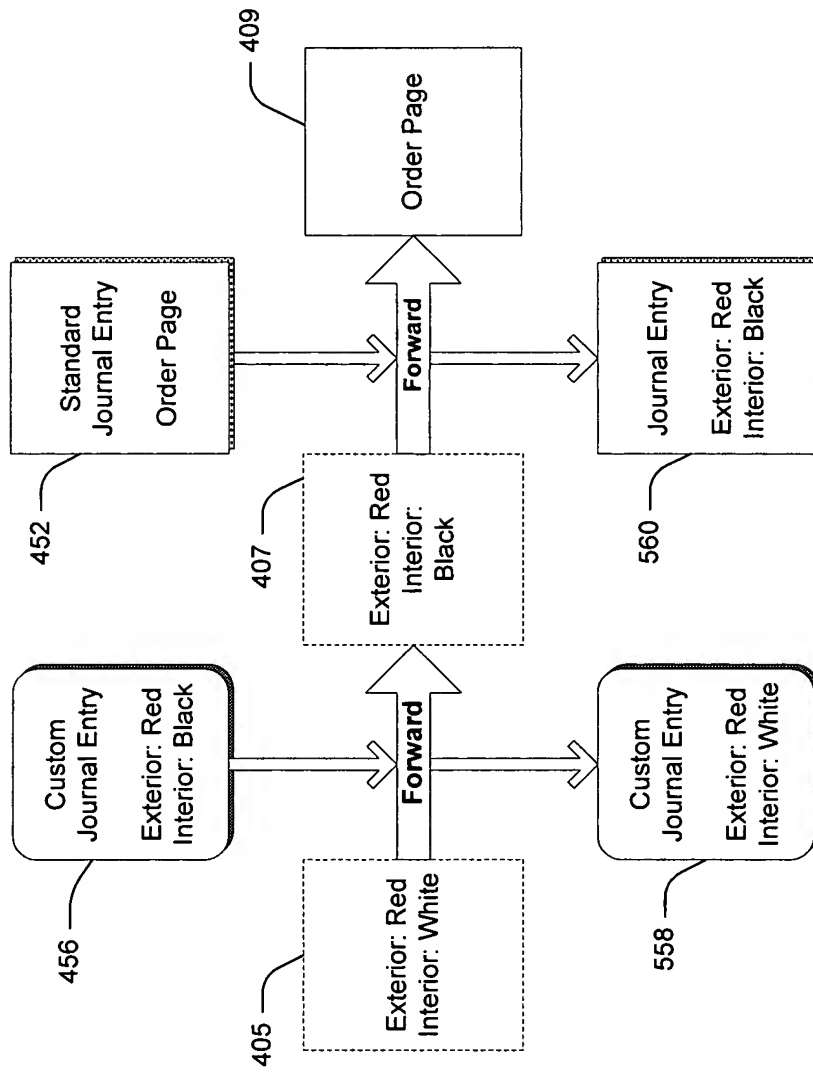 456
Custom
Journal Entry
Exterior: Red
Interior: Black
452
Standard
Journal Entry
Order Page
405
Exterior: Red
Interior: White
Forward
407
Exterior: Red
Interior:
Black
Forward
409
Order Page
558
Custom
Journal Entry
Exterior: Red
Interior: White
560
Journal Entry
Exterior: Red
Interior: Black